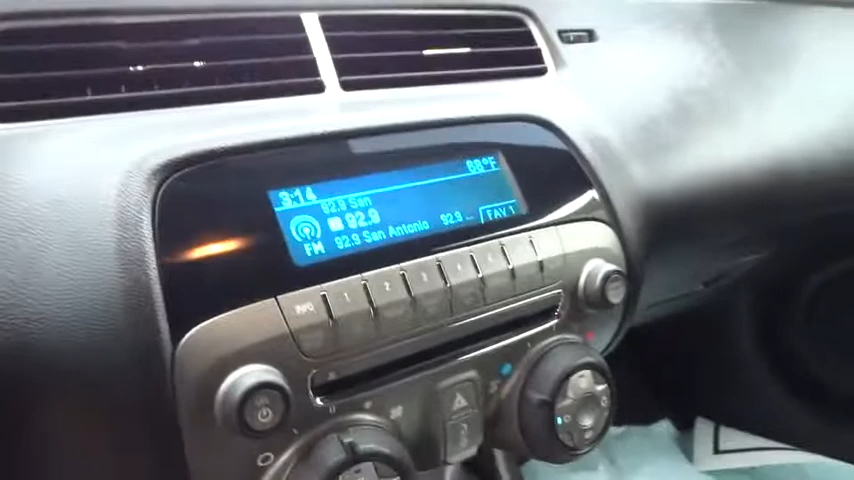 3:14
68°F
92.9 San
92.9
92.9 San Antonio
92.9
FAV 1
FM
INFO
1 2 3 4 5 6